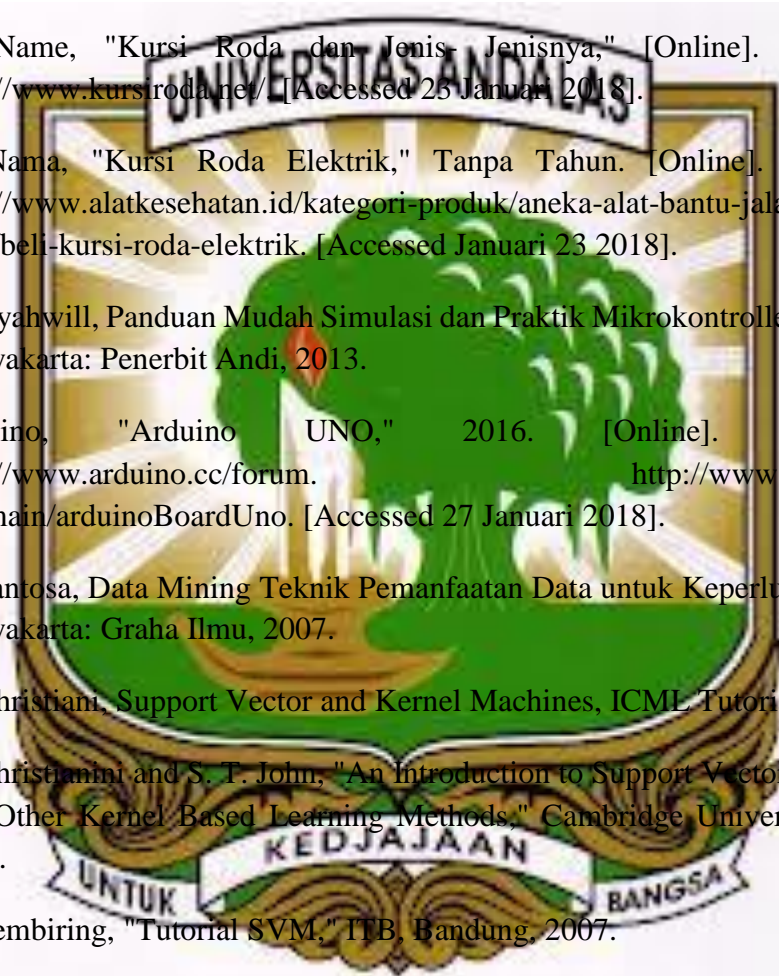 Name, "Kursi Roda dan Jenis- Jenisnya," [Online].
UNIVERSITAS ANDALAS
//www.kursiroda.net/. [Accessed 23 Januari 2018].
Nama, "Kursi Roda Elektrik," Tanpa Tahun. [Online].
//www.alatkesehatan.id/kategori-produk/aneka-alat-bantu-jala
beli-kursi-roda-elektrik. [Accessed Januari 23 2018].
yahwill, Panduan Mudah Simulasi dan Praktik Mikrokontrolle
yakarta: Penerbit Andi, 2013.
ino, "Arduino UNO," 2016. [Online].
//www.arduino.cc/forum. http://www
main/arduinoBoardUno. [Accessed 27 Januari 2018].
antosa, Data Mining Teknik Pemanfaatan Data untuk Keperlu
yakarta: Graha Ilmu, 2007.
hristiani, Support Vector and Kernel Machines, ICML Tutori
hristianini and S. T. John, "An Introduction to Support Vector
Other Kernel Based Learning Methods," Cambridge Univer
KEDJAJAAN
UNTUK BANGSA
embiring, "Tutorial SVM," ITB, Bandung, 2007.